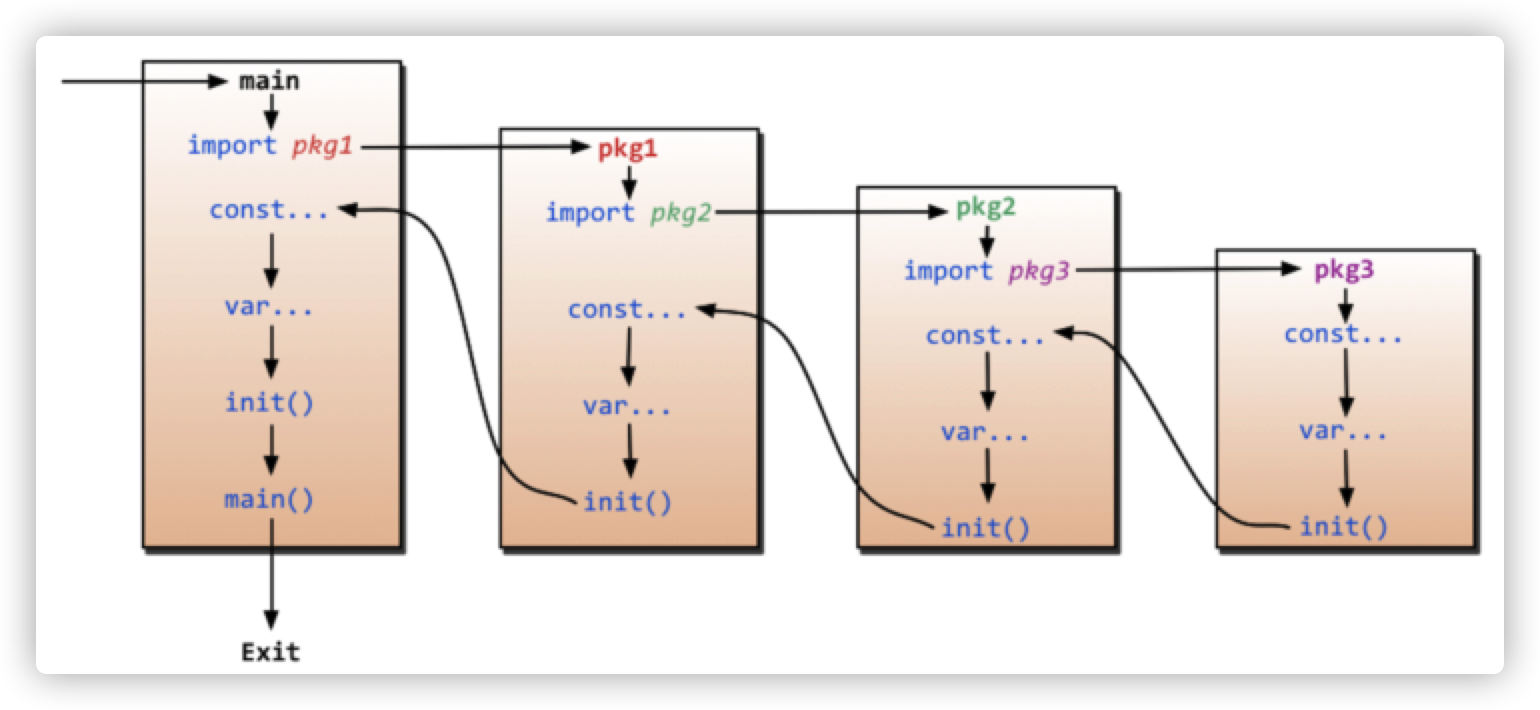 main
import pkg1
const...
var...
init()
main()
Exit
pkg1
import pkg2
const...
var...
init()
pkg2
import pkg3
const...
var...
init()
pkg3
const...
var...
init()